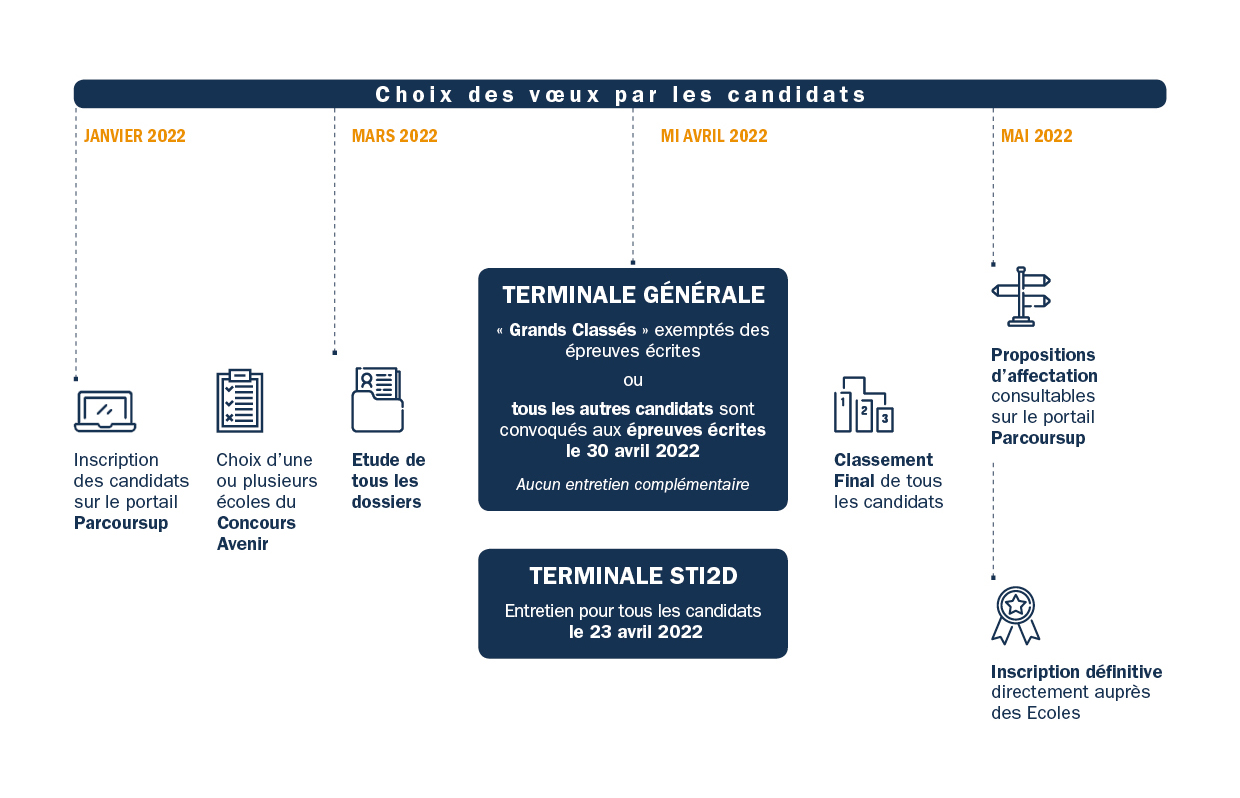 Choix des vœux par les candidats
JANVIER 2022
MARS 2022
MI AVRIL 2022
MAI 2022
Inscription
des candidats
sur le portail
Parcoursup
Choix d’une
ou plusieurs
écoles du
Concours
Avenir
Etude de
tous les
dossiers
TERMINALE GÉNÉRALE
« Grands Classés » exemptés des
épreuves écrites
ou
tous les autres candidats sont
convoqués aux épreuves écrites
le 30 avril 2022
Aucun entretien complémentaire
TERMINALE STI2D
Entretien pour tous les candidats
le 23 avril 2022
1
2
3
Classement
Final de tous
les candidats
Propositions
d’affectation
consultables
sur le portail
Parcoursup
Inscription définitive
directement auprès
des Ecoles